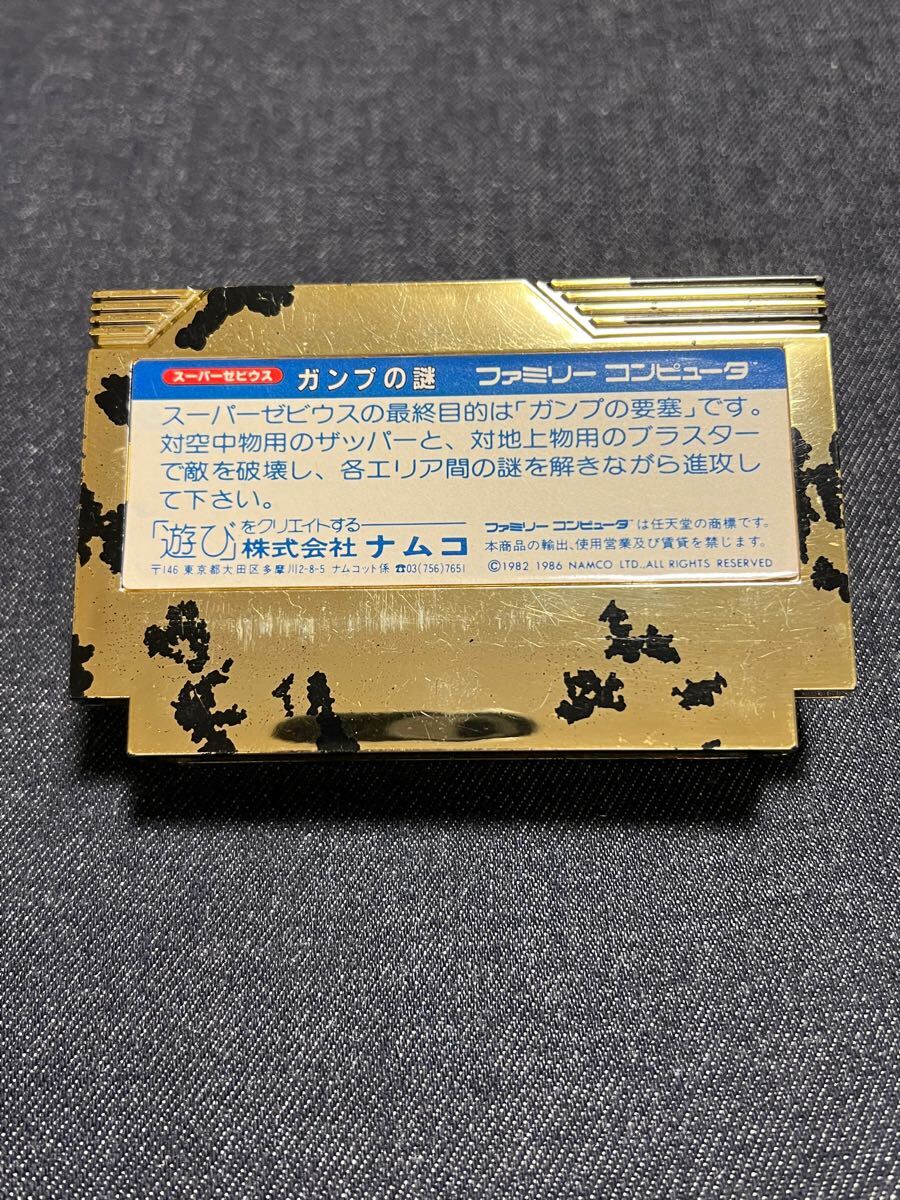 スーパーゼビウス ガンプの謎 ファミリー コンピュータ™
スーパーゼビウスの最終目的は「ガンプの要塞」です。
対空中物用のザッパーと、対地上物用のブラスター
で敵を破壊し、各エリア間の謎を解きながら進攻し
て下さい。
「遊び」をクリエイトする
株式会社 ナムコ
〒146 東京都大田区多摩川2-8-5 ナムコット係 ☎03(756)7651
ファミリー コンピュータ™は任天堂の商標です。
本商品の輸出、使用営業及び賃貸を禁じます。
©1982 1986 NAMCO LTD.,ALL RIGHTS RESERVED